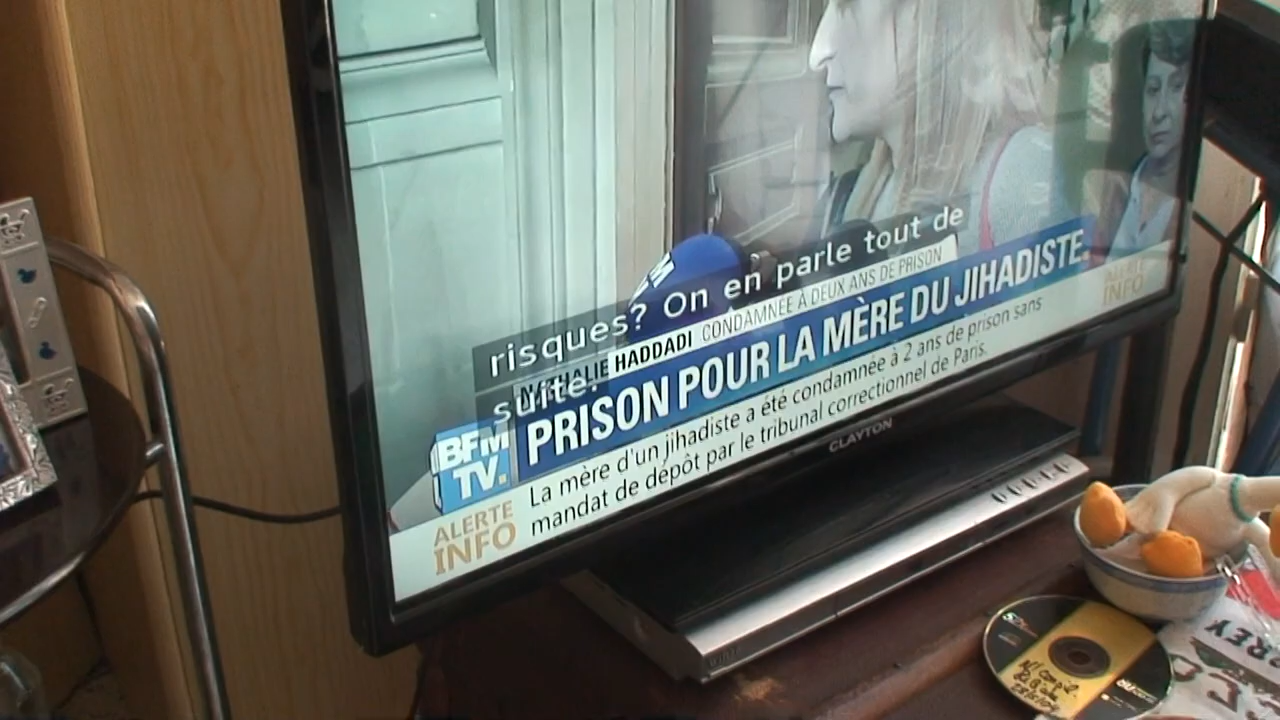 risques? On en parle tout de
suite.
NATHALIE HADDADI CONDAMNÉE À DEUX ANS DE PRISON
PRISON POUR LA MÈRE DU JIHADISTE.
BFM
TV.
ALERTE
INFO
La mère d'un jihadiste a été condamnée à 2 ans de prison sans
mandat de dépôt par le tribunal correctionnel de Paris.
ALERTE
INFO
CLAYTON